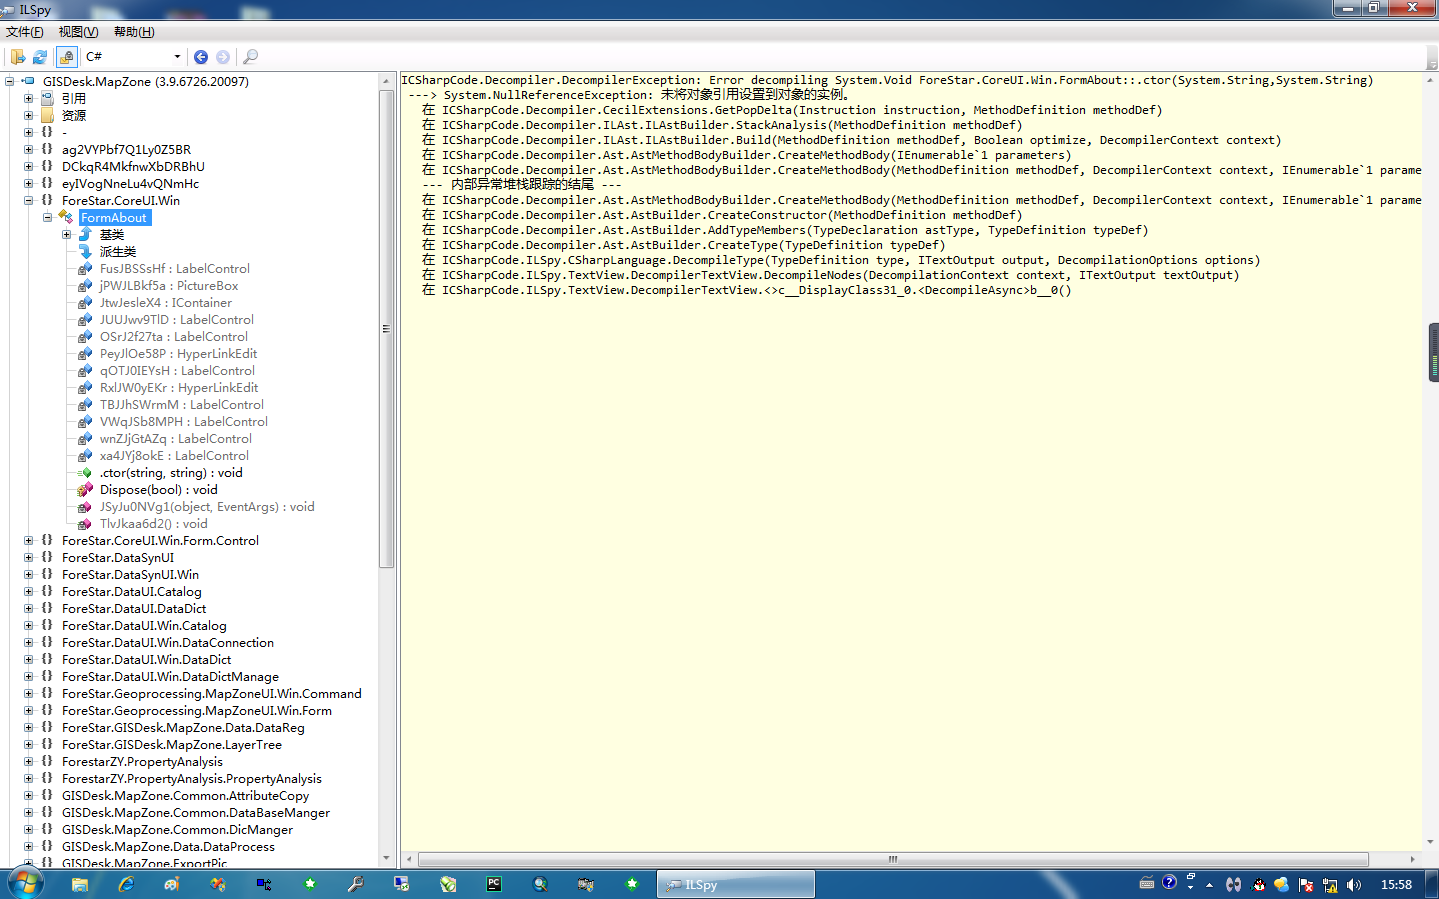 ILSpy
文件(F) 视图(V) 帮助(H)
C#
GISDesk.MapZone (3.9.6726.20097)
引用
资源
-
ag2VYPbf7Q1Ly0Z5BR
DCkqR4MkfnwXbDRBhU
eyIVogNneLu4vQNmHc
ForeStar.CoreUI.Win
FormAbout
基类
派生类
FusJBSSsHf : LabelControl
jPWJLBkf5a : PictureBox
JtwJesleX4 : IContainer
JUUJwv9TlD : LabelControl
OSrJ2f27ta : LabelControl
PeyJlOe58P : HyperLinkEdit
qOTJ0IEYsH : LabelControl
RxlJW0yEKr : HyperLinkEdit
TBJJhSWrmM : LabelControl
VWqJSb8MPH : LabelControl
wnZJjGtAZq : LabelControl
xa4JYj8okE : LabelControl
.ctor(string, string) : void
Dispose(bool) : void
JSyJu0NVg1(object, EventArgs) : void
TlvJkaa6d2() : void
ForeStar.CoreUI.Win.Form.Control
ForeStar.DataSynUI
ForeStar.DataSynUI.Win
ForeStar.DataUI.Catalog
ForeStar.DataUI.DataDict
ForeStar.DataUI.Win.Catalog
ForeStar.DataUI.Win.DataConnection
ForeStar.DataUI.Win.DataDict
ForeStar.DataUI.Win.DataDictManage
ForeStar.Geoprocessing.MapZoneUI.Win.Command
ForeStar.Geoprocessing.MapZoneUI.Win.Form
ForeStar.GISDesk.MapZone.Data.DataReg
ForeStar.GISDesk.MapZone.LayerTree
ForestarZY.PropertyAnalysis
ForestarZY.PropertyAnalysis.PropertyAnalysis
GISDesk.MapZone.Common.AttributeCopy
GISDesk.MapZone.Common.DataBaseManger
GISDesk.MapZone.Common.DicManger
GISDesk.MapZone.Data.DataProcess
GISDesk.MapZone.ExportPic
ICSharpCode.Decompiler.DecompilerException: Error decompiling System.Void ForeStar.CoreUI.Win.FormAbout::.ctor(System.String,System.String)
---> System.NullReferenceException: 未将对象引用设置到对象的实例。
在 ICSharpCode.Decompiler.CecilExtensions.GetPopDelta(Instruction instruction, MethodDefinition methodDef)
在 ICSharpCode.Decompiler.ILAst.ILAstBuilder.StackAnalysis(MethodDefinition methodDef)
在 ICSharpCode.Decompiler.ILAst.ILAstBuilder.Build(MethodDefinition methodDef, Boolean optimize, DecompilerContext context)
在 ICSharpCode.Decompiler.Ast.AstMethodBodyBuilder.CreateMethodBody(IEnumerable`1 parameters)
在 ICSharpCode.Decompiler.Ast.AstMethodBodyBuilder.CreateMethodBody(MethodDefinition methodDef, DecompilerContext context, IEnumerable`1 parame
--- 内部异常堆栈跟踪的结尾 ---
在 ICSharpCode.Decompiler.Ast.AstMethodBodyBuilder.CreateMethodBody(MethodDefinition methodDef, DecompilerContext context, IEnumerable`1 parame
在 ICSharpCode.Decompiler.Ast.AstBuilder.CreateConstructor(MethodDefinition methodDef)
在 ICSharpCode.Decompiler.Ast.AstBuilder.AddTypeMembers(TypeDeclaration astType, TypeDefinition typeDef)
在 ICSharpCode.Decompiler.Ast.AstBuilder.CreateType(TypeDefinition typeDef)
在 ICSharpCode.ILSpy.CSharpLanguage.DecompileType(TypeDefinition type, ITextOutput output, DecompilationOptions options)
在 ICSharpCode.ILSpy.TextView.DecompilerTextView.DecompileNodes(DecompilationContext context, ITextOutput textOutput)
在 ICSharpCode.ILSpy.TextView.DecompilerTextView.<>c__DisplayClass31_0.<DecompileAsync>b__0()
ILSpy
15:58